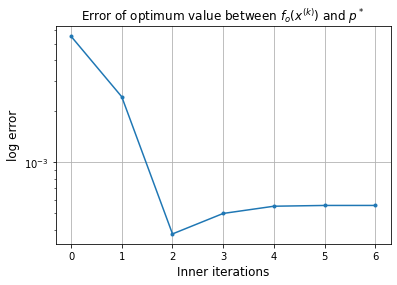 Error of optimum value between $f_o(x^{(k)})$ and $p^*$
log error
10⁻³
0 1 2 3 4 5 6
Inner iterations